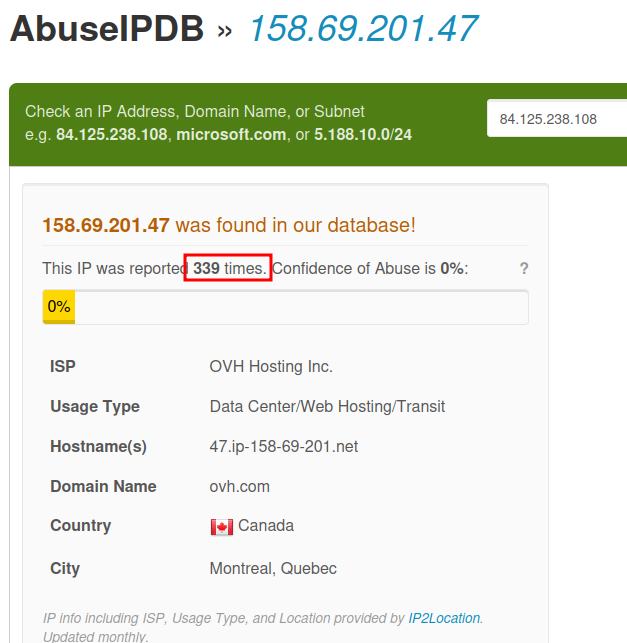 AbuseIPDB » 158.69.201.47
Check an IP Address, Domain Name, or Subnet
e.g. 84.125.238.108, microsoft.com, or 5.188.10.0/24
84.125.238.108
158.69.201.47 was found in our database!
This IP was reported 339 times. Confidence of Abuse is 0%: ?
0%
ISP OVH Hosting Inc.
Usage Type Data Center/Web Hosting/Transit
Hostname(s) 47.ip-158-69-201.net
Domain Name ovh.com
Country Canada
City Montreal, Quebec
IP info including ISP, Usage Type, and Location provided by IP2Location.
Updated monthly.